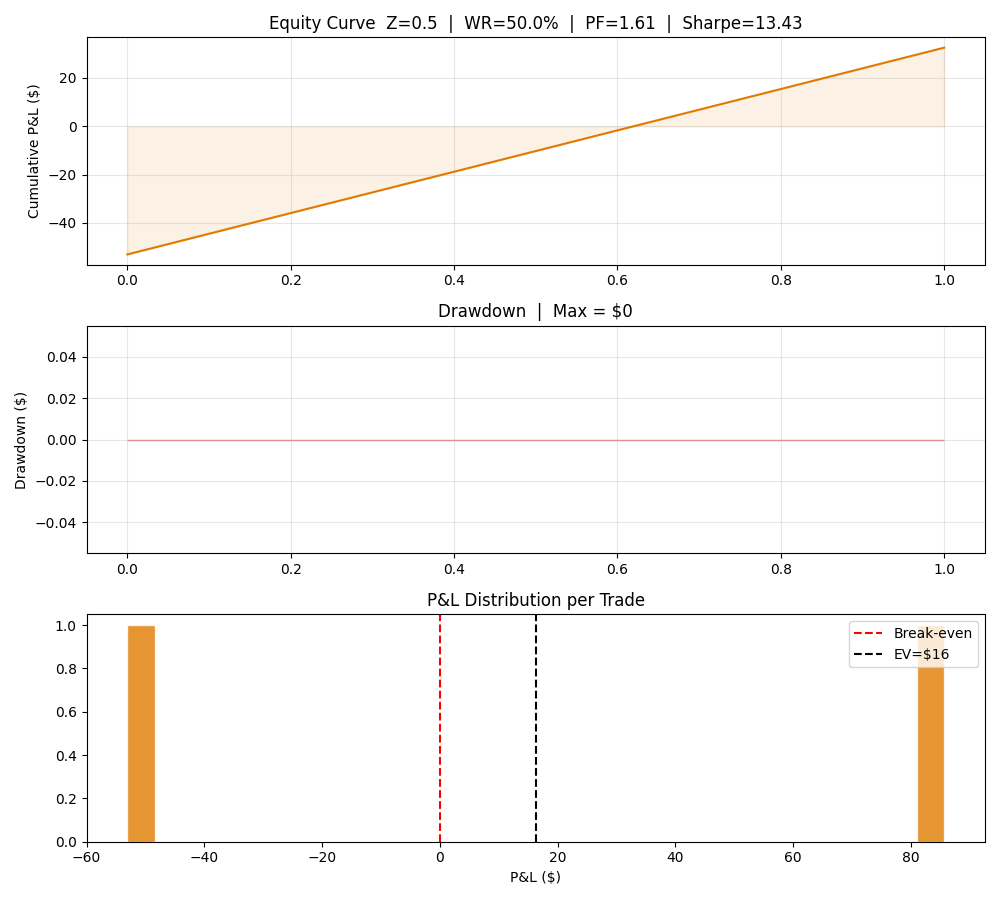 Equity Curve  Z=0.5  |  WR=50.0%  |  PF=1.61  |  Sharpe=13.43
Cumulative P&L ($)
20
0
−20
−40
0.0 0.2 0.4 0.6 0.8 1.0
Drawdown  |  Max = $0
Drawdown ($)
0.04
0.02
0.00
−0.02
−0.04
0.0 0.2 0.4 0.6 0.8 1.0
P&L Distribution per Trade
1.0
0.8
0.6
0.4
0.2
0.0
Break-even
EV=$16
−60 −40 −20 0 20 40 60 80
P&L ($)